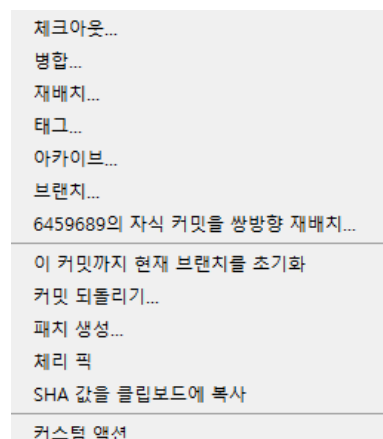 체크아웃...
병합...
재배치...
태그...
아카이브...
브랜치...
6459689의 자식 커밋을 쌍방향 재배치...
이 커밋까지 현재 브랜치를 초기화
커밋 되돌리기...
패치 생성...
체리 픽
SHA 값을 클립보드에 복사
커스텀 액션